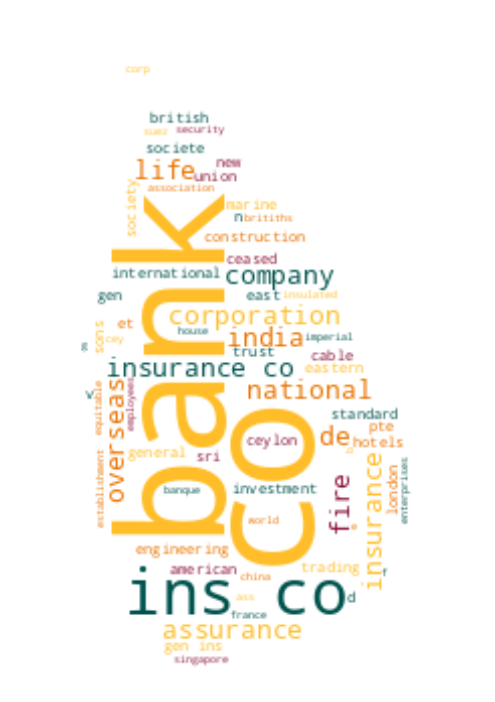 corp
british
suez security
societe
life new
union
association
society
marine
n britiths
construction
bank
ceased
international company
gen east insulated
corporation
et house india imperial
sons cey
trust cable
insurance co eastern
overseas employees equitable
national
standard
co
de pte
hotels
ceylon
general sri
establishment
banque investment
fire insurance london enterprises
world
engineering
american china trading
ins co d f
ass
france
assurance
gen ins
singapore